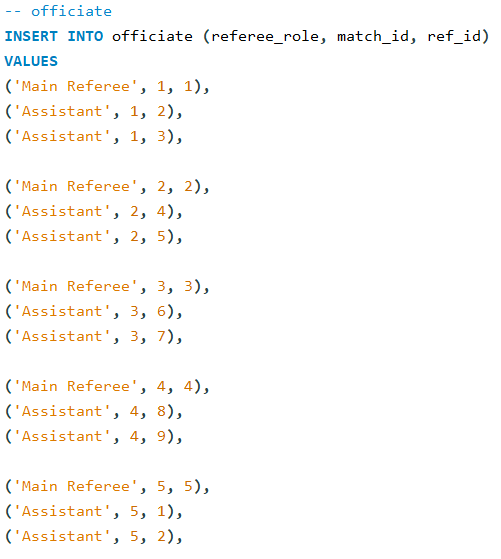 -- officiate
INSERT INTO officiate (referee_role, match_id, ref_id)
VALUES
('Main Referee', 1, 1),
('Assistant', 1, 2),
('Assistant', 1, 3),
('Main Referee', 2, 2),
('Assistant', 2, 4),
('Assistant', 2, 5),
('Main Referee', 3, 3),
('Assistant', 3, 6),
('Assistant', 3, 7),
('Main Referee', 4, 4),
('Assistant', 4, 8),
('Assistant', 4, 9),
('Main Referee', 5, 5),
('Assistant', 5, 1),
('Assistant', 5, 2),